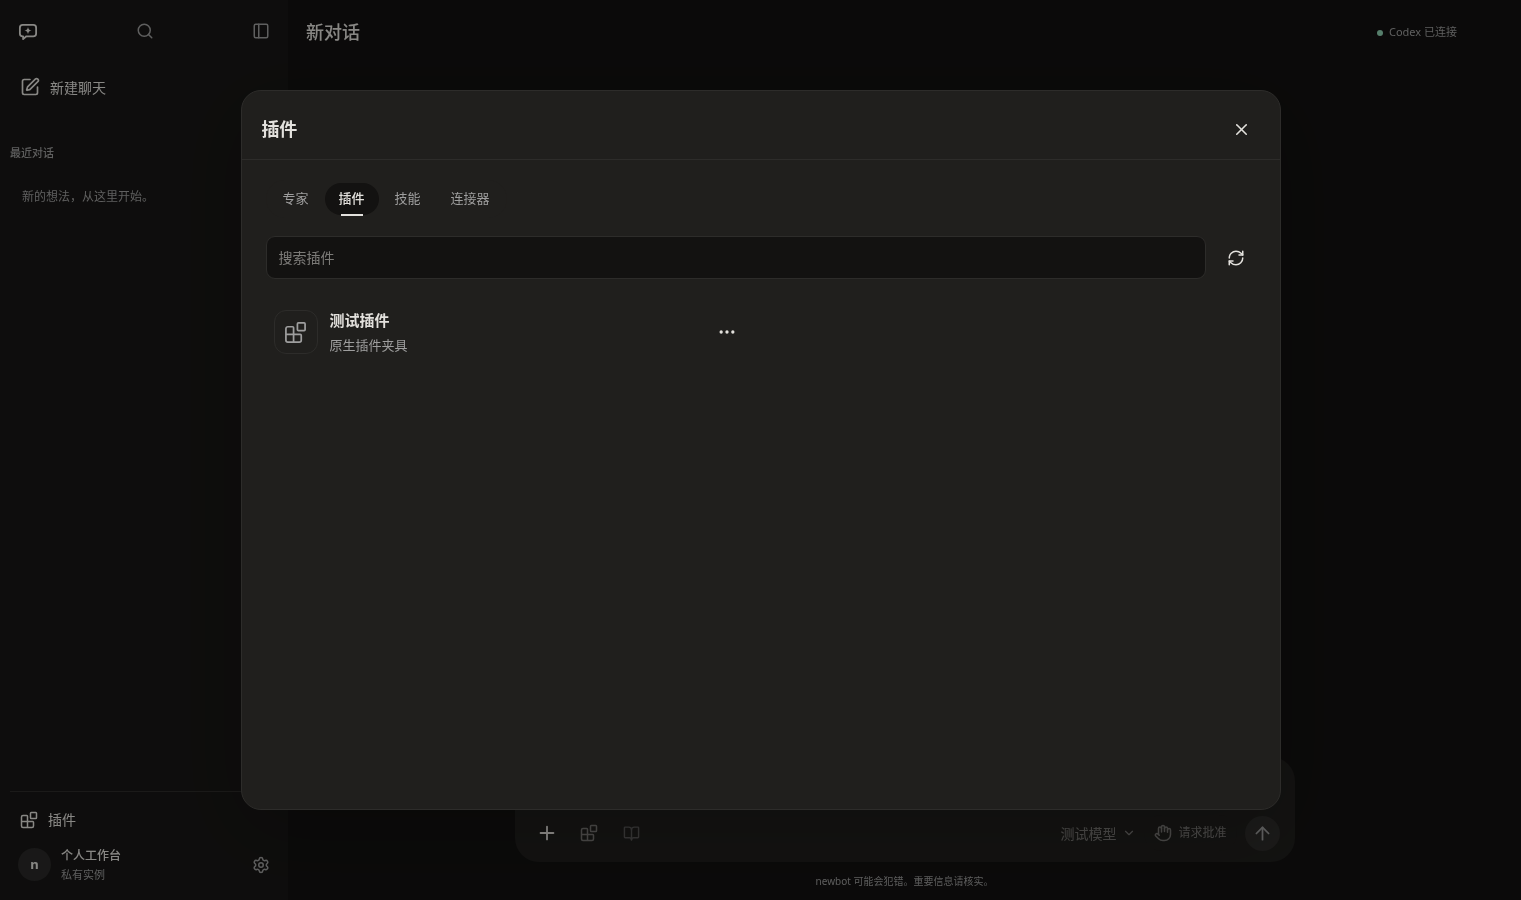 新对话
Codex 已连接
新建聊天
最近对话
新的想法，从这里开始。
插件
专家
插件
技能
连接器
搜索插件
测试插件
原生插件夹具
插件
n
个人工作台
私有实例
测试模型
请求批准
newbot 可能会犯错。重要信息请核实。